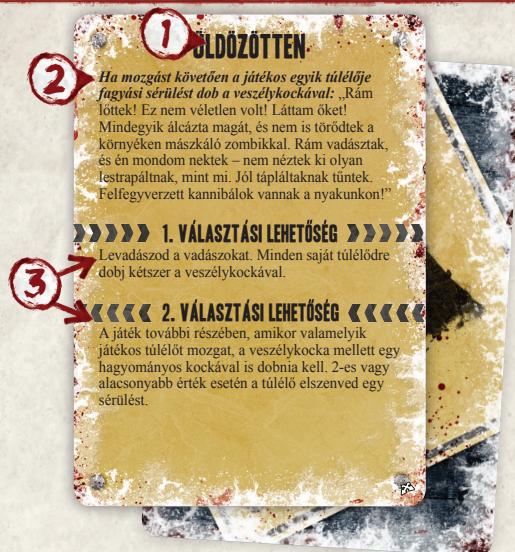 1
ÜLDÖZÖTTEN
2
Ha mozgást követően a játékos egyik túlélője
fagyási sérülést dob a veszélykockával: „Rám
lőttek! Ez nem véletlen volt! Láttam őket!
Mindegyik álcázta magát, és nem is törődtek a
környéken mászkáló zombikkal. Rám vadásztak,
és én mondom nektek – nem néztek ki olyan
lestrapáltnak, mint mi. Jól tápláltaknak tűntek.
Felfegyverzett kannibálok vannak a nyakunkon!”
1. VÁLASZTÁSI LEHETŐSÉG
3
Levadászod a vadászokat. Minden saját túlélődre
dobj kétszer a veszélykockával.
2. VÁLASZTÁSI LEHETŐSÉG
A játék további részében, amikor valamelyik
játékos túlélőt mozgat, a veszélykocka mellett egy
hagyományos kockával is dobnia kell. 2-es vagy
alacsonyabb érték esetén a túlélő elszenved egy
sérülést.